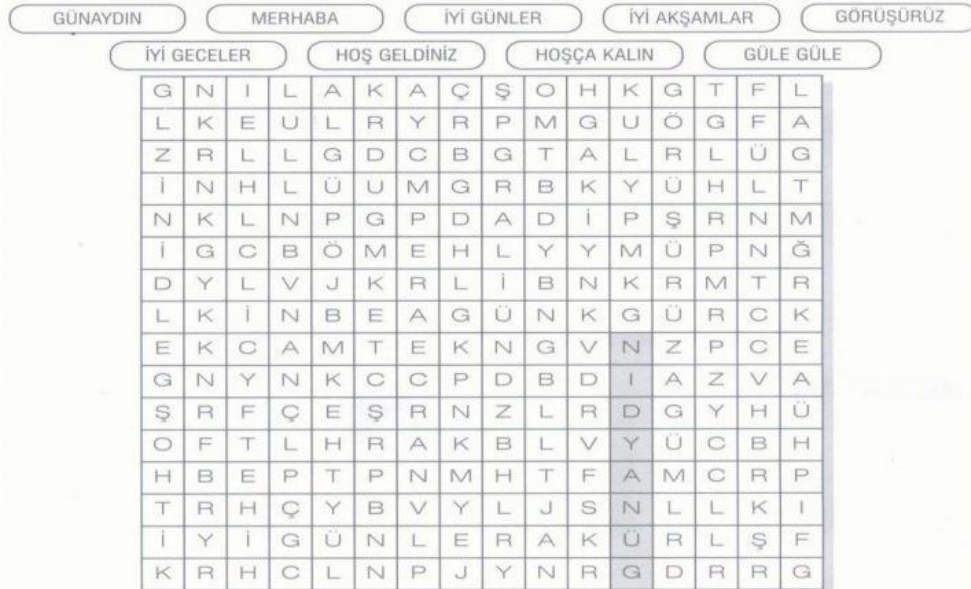 GÜNAYDIN MERHABA İYİ GÜNLER İYİ AKŞAMLAR GÖRÜŞÜRÜZ
İYİ GECELER HOŞ GELDİNİZ HOŞÇA KALIN GÜLE GÜLE
G N I L A K A Ç Ş O H K G T F L
L K E U L R Y R P M G U Ö G F A
Z R L L G D C B G T A L R L Ü G
İ N H L Ü U M G R B K Y Ü H L T
N K L N P G P D A D İ P Ş R N M
İ G C B Ö M E H L Y Y M Ü P N Ğ
D Y L V J K R L İ B N K R M T R
L K İ N B E A G Ü N K G Ü R C K
E K C A M T E K N G V N Z P C E
G N Y N K C C P D B D I A Z V A
Ş R F Ç E Ş R N Z L R D G Y H Ü
O F T L H R A K B L V Y Ü C B H
H B E P T P N M H T F A M C R P
T R H Ç Y B V Y L J S N L L K I
İ Y İ G Ü N L E R A K Ü R L Ş F
K R H C L N P J Y N R G D R R G